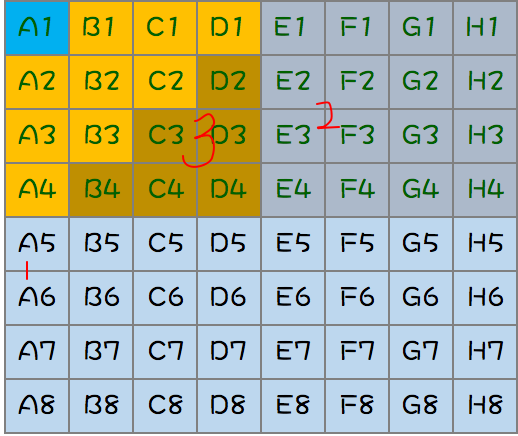 A1 B1 C1 D1 E1 F1 G1 H1
A2 B2 C2 D2 E2 F2 G2 H2
A3 B3 C3 3 D3 E3 2 F3 G3 H3
A4 B4 C4 D4 E4 F4 G4 H4
A5 B5 C5 D5 E5 F5 G5 H5
1
A6 B6 C6 D6 E6 F6 G6 H6
A7 B7 C7 D7 E7 F7 G7 H7
A8 B8 C8 D8 E8 F8 G8 H8